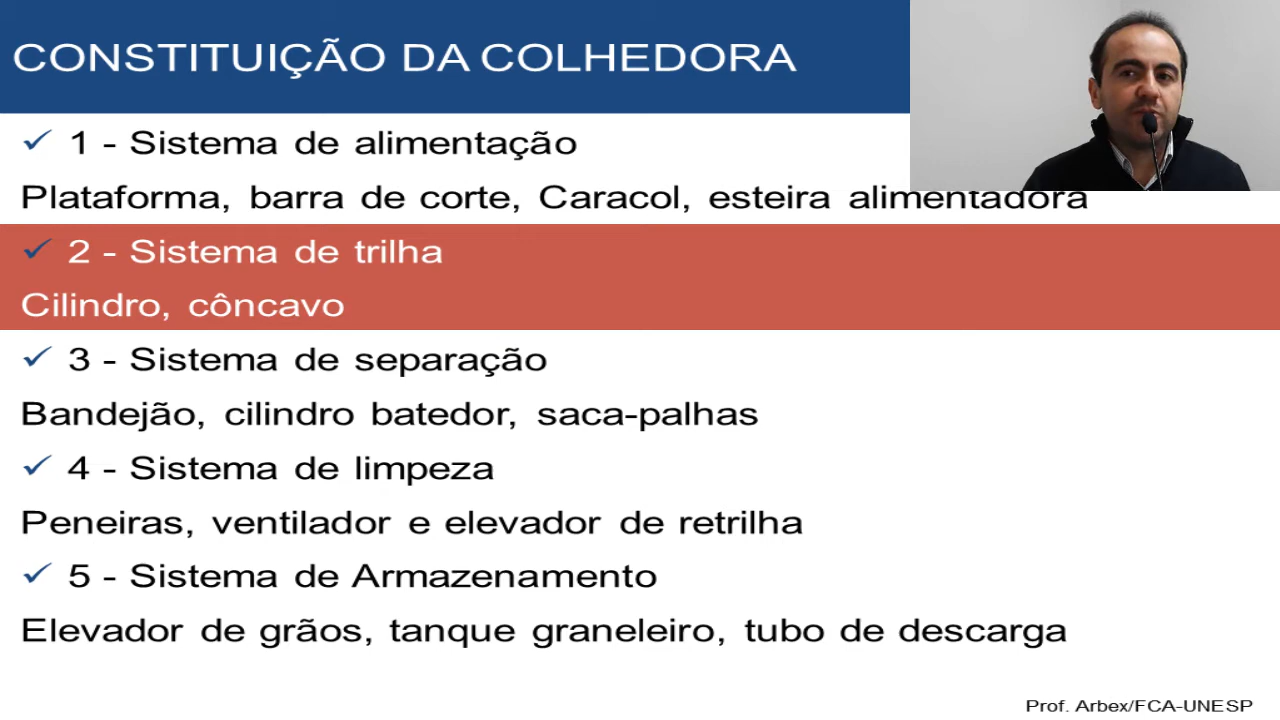 CONSTITUIÇÃO DA COLHEDORA
✓ 1 - Sistema de alimentação
Plataforma, barra de corte, Caracol, esteira alimentadora
✓ 2 - Sistema de trilha
Cilindro, côncavo
✓ 3 - Sistema de separação
Bandejão, cilindro batedor, saca-palhas
✓ 4 - Sistema de limpeza
Peneiras, ventilador e elevador de retrilha
✓ 5 - Sistema de Armazenamento
Elevador de grãos, tanque graneleiro, tubo de descarga
Prof. Arbex/FCA-UNESP